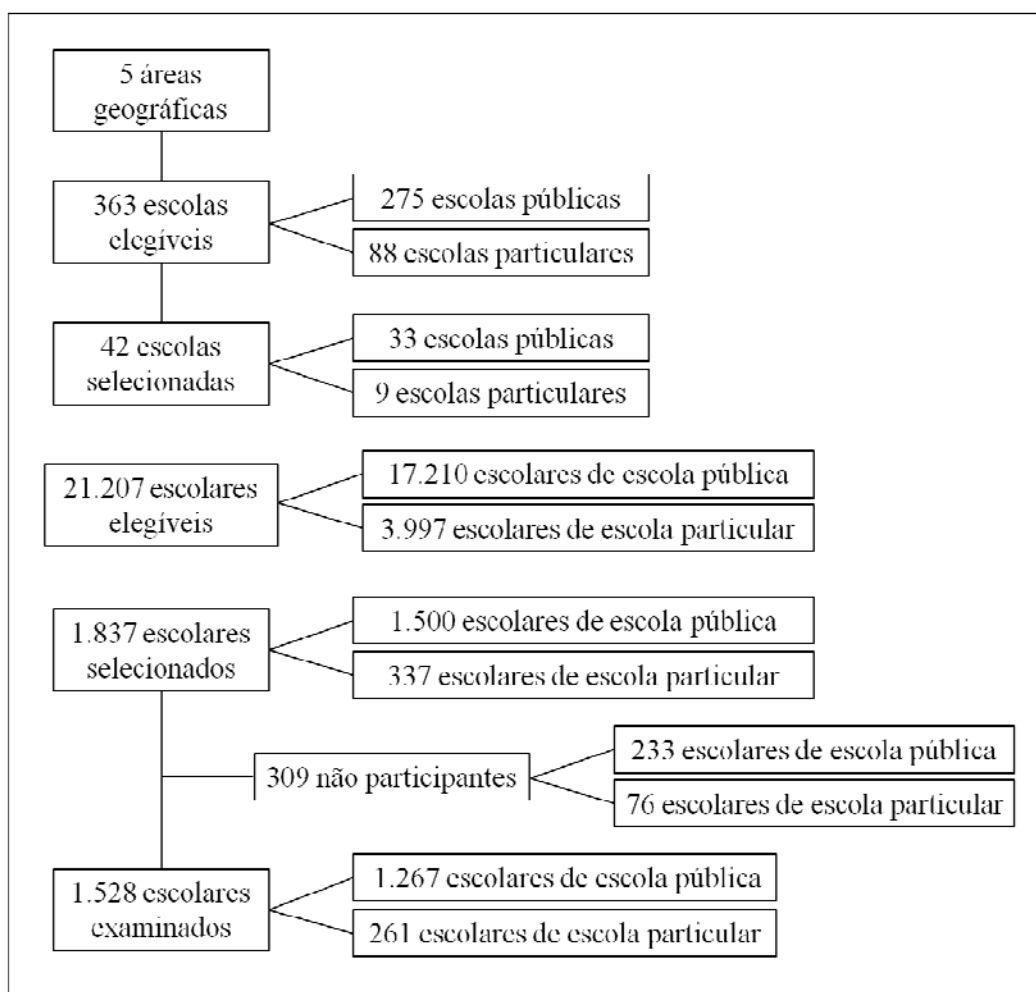 5 áreas
geográficas
363 escolas
elegíveis
275 escolas públicas
88 escolas particulares
42 escolas
selecionadas
33 escolas públicas
9 escolas particulares
21.207 escolares
elegíveis
17.210 escolares de escola pública
3.997 escolares de escola particular
1.837 escolares
selecionados
1.500 escolares de escola pública
337 escolares de escola particular
309 não participantes
233 escolares de escola pública
76 escolares de escola particular
1.528 escolares
examinados
1.267 escolares de escola pública
261 escolares de escola particular